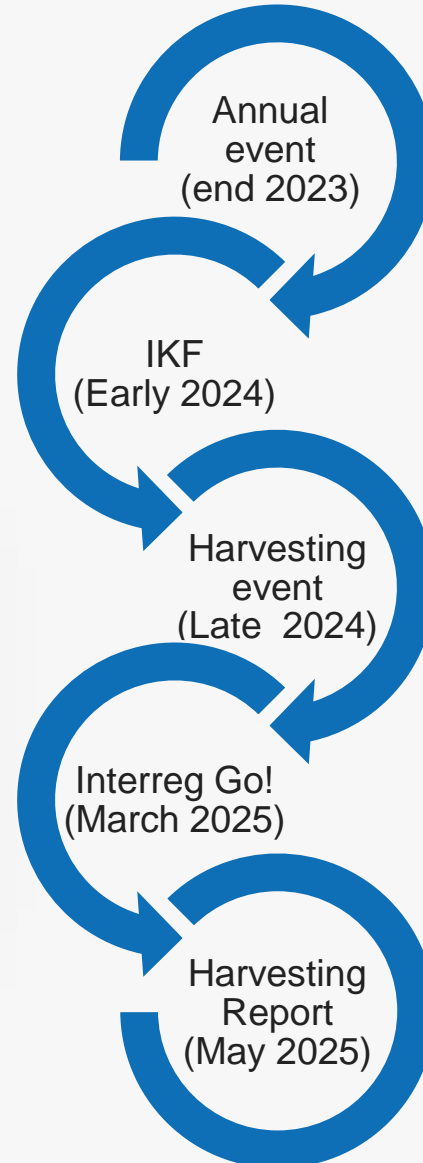 Annual
event
(end 2023)
IKF
(Early 2024)
Harvesting
event
(Late  2024)
Interreg Go!
(March 2025)
Harvesting
Report
(May 2025)